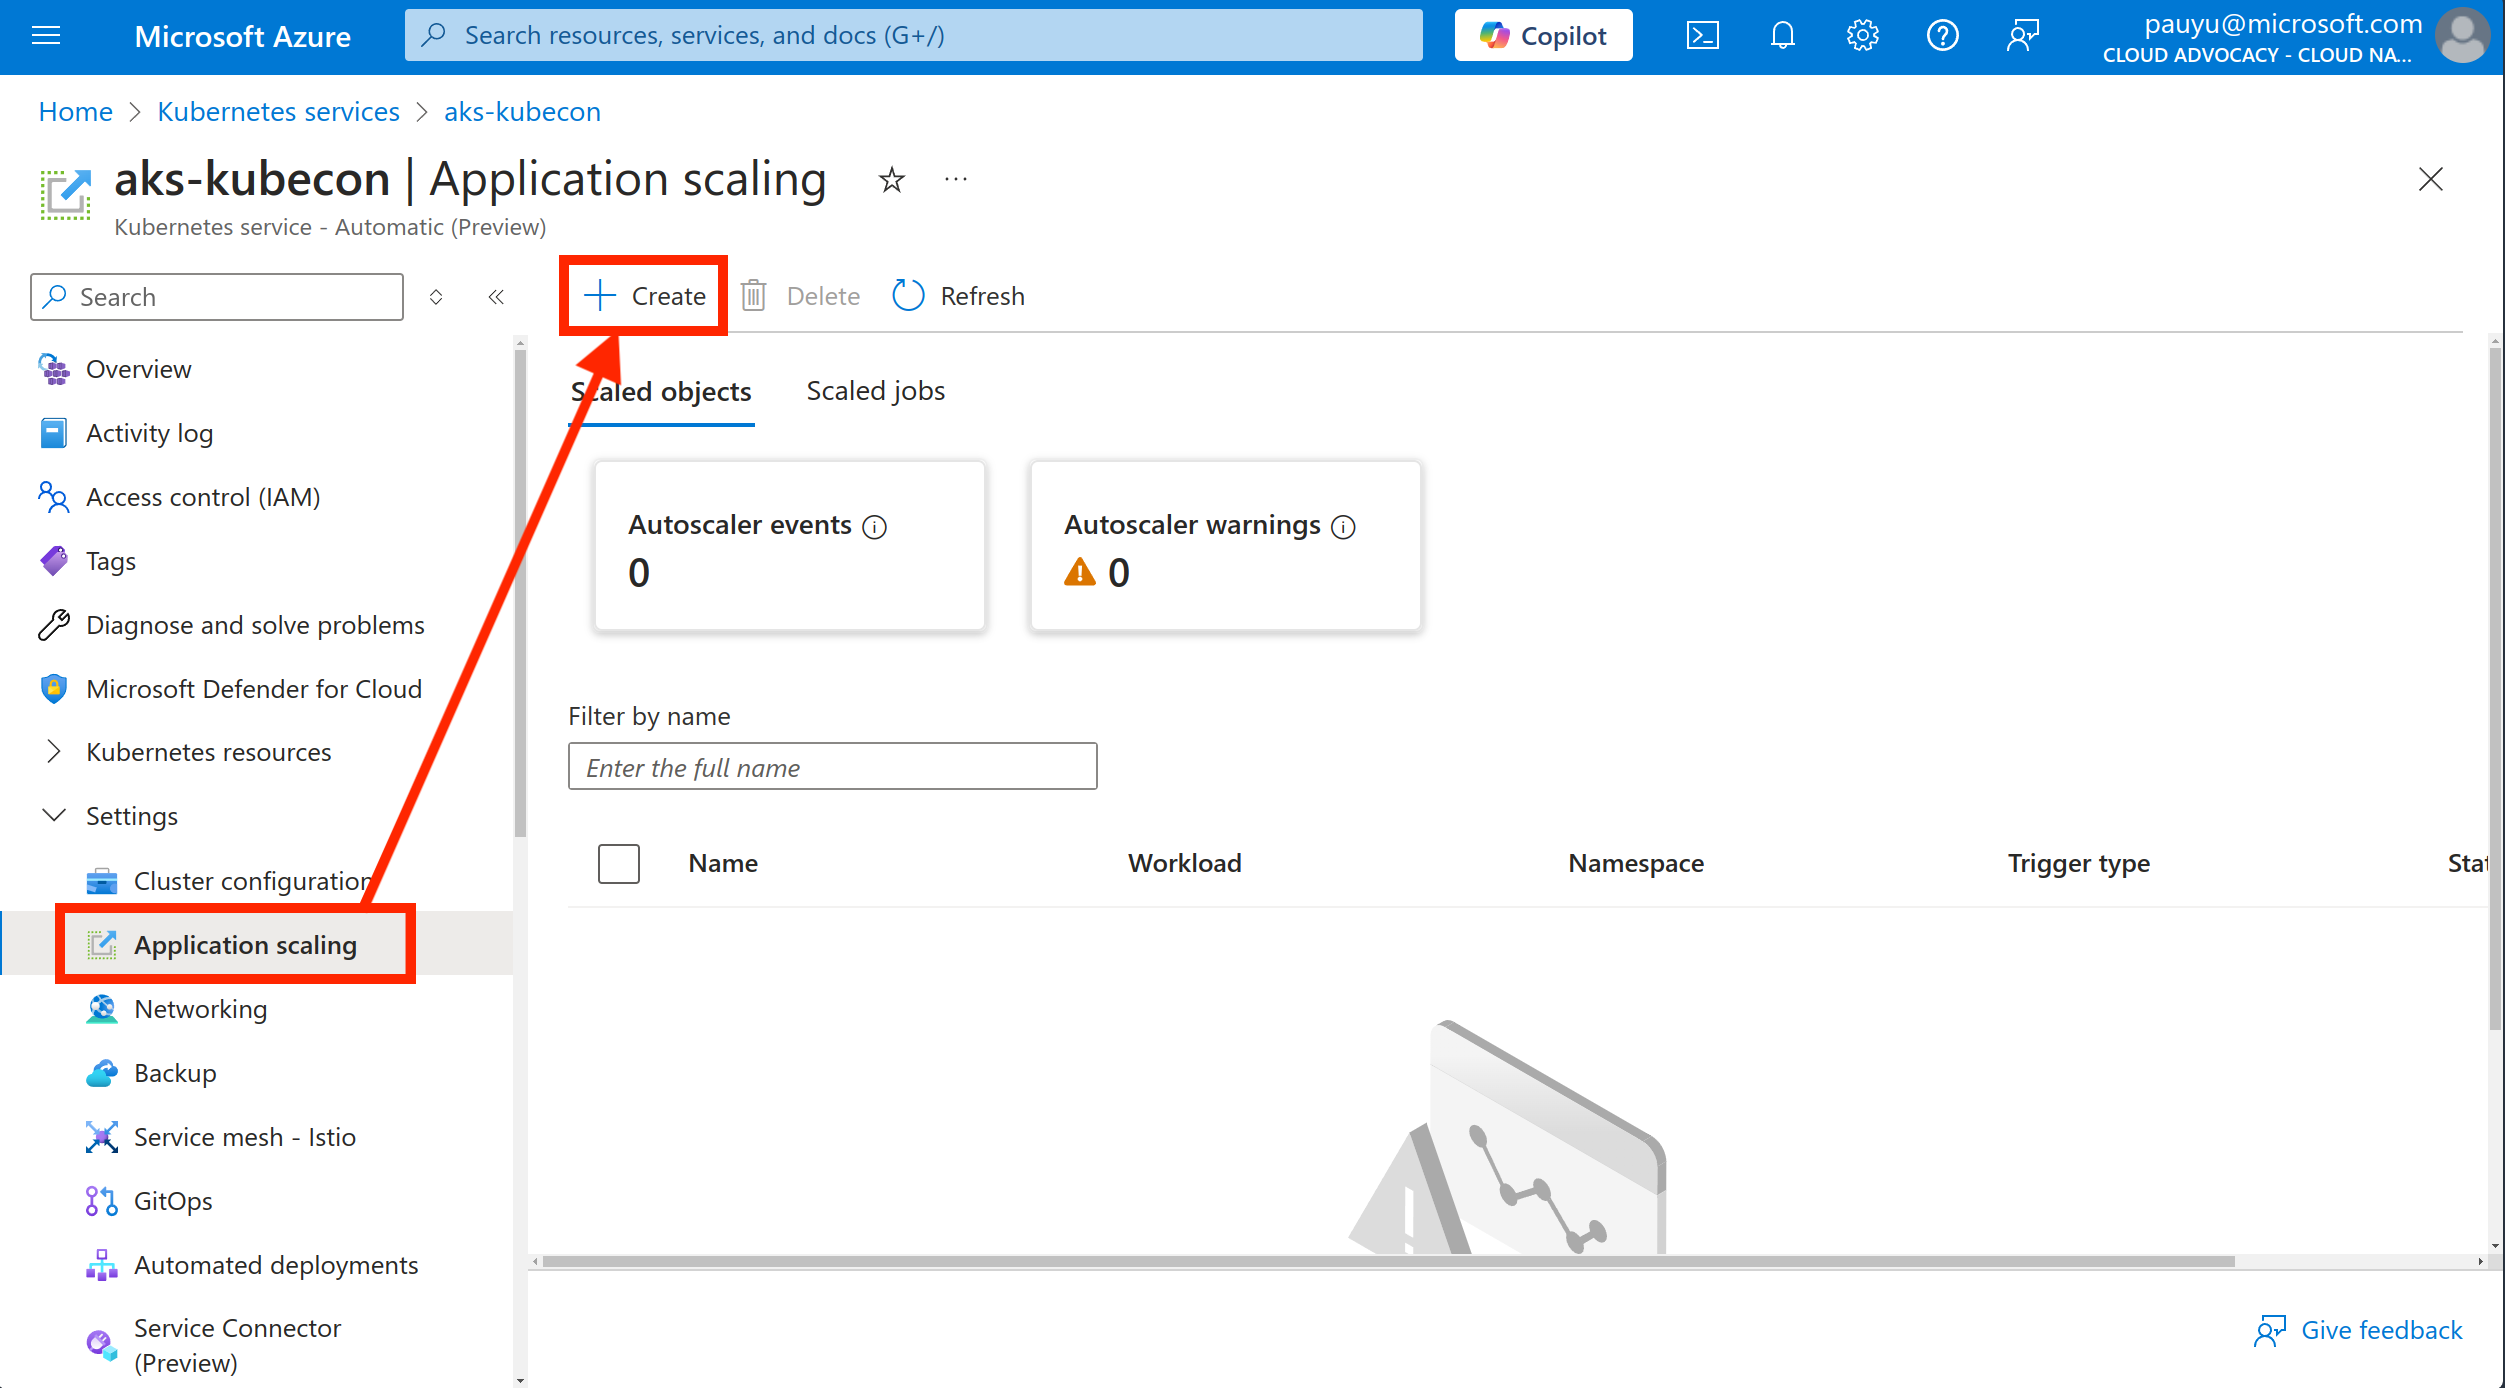 Microsoft Azure
Search resources, services, and docs (G+/)
Copilot
pauyu@microsoft.com
CLOUD ADVOCACY - CLOUD NA...
Home > Kubernetes services > aks-kubecon
aks-kubecon | Application scaling
Kubernetes service - Automatic (Preview)
Search
Create
Delete
Refresh
Overview
Activity log
Access control (IAM)
Tags
Diagnose and solve problems
Microsoft Defender for Cloud
Kubernetes resources
Settings
Cluster configuration
Application scaling
Networking
Backup
Service mesh - Istio
GitOps
Automated deployments
Service Connector
(Preview)
Scaled objects
Scaled jobs
Autoscaler events
0
Autoscaler warnings
0
Filter by name
Enter the full name
Name Workload Namespace Trigger type Stat
Give feedback